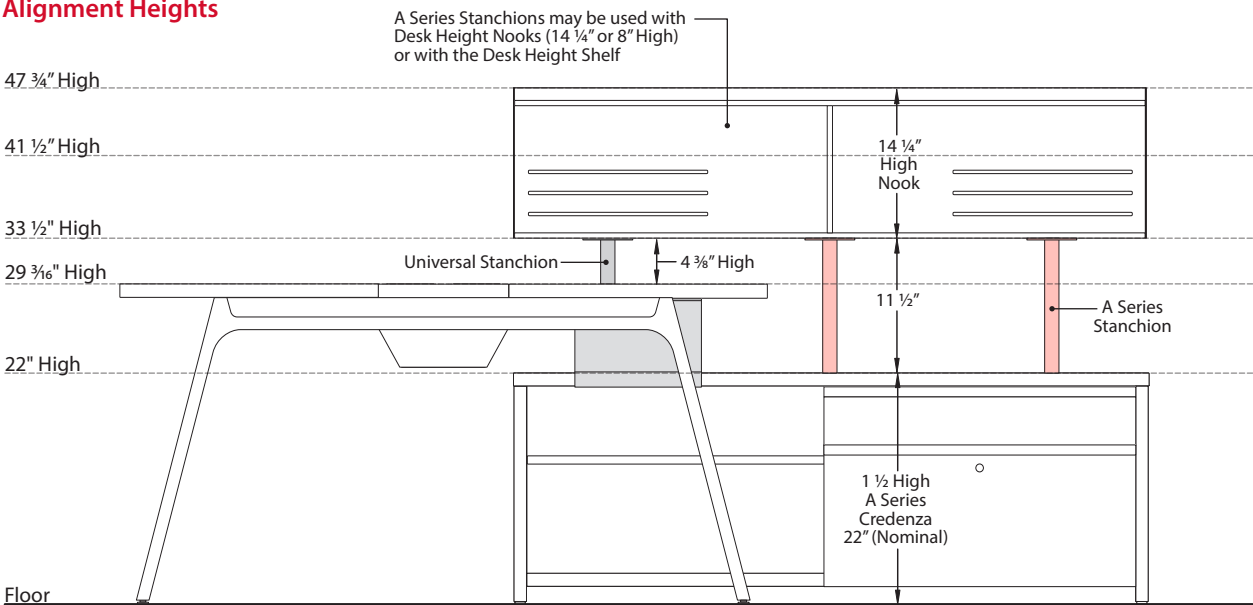 Alignment Heights
A Series Stanchions may be used with
Desk Height Nooks (14 ¼” or 8” High)
or with the Desk Height Shelf
47 ¾” High
41 ½” High
14 ¼”
High
Nook
33 ½" High
Universal Stanchion
4 ⅜” High
29 ³⁄₁₆" High
11 ½”
A Series
Stanchion
22" High
1 ½ High
A Series
Credenza
22” (Nominal)
Floor